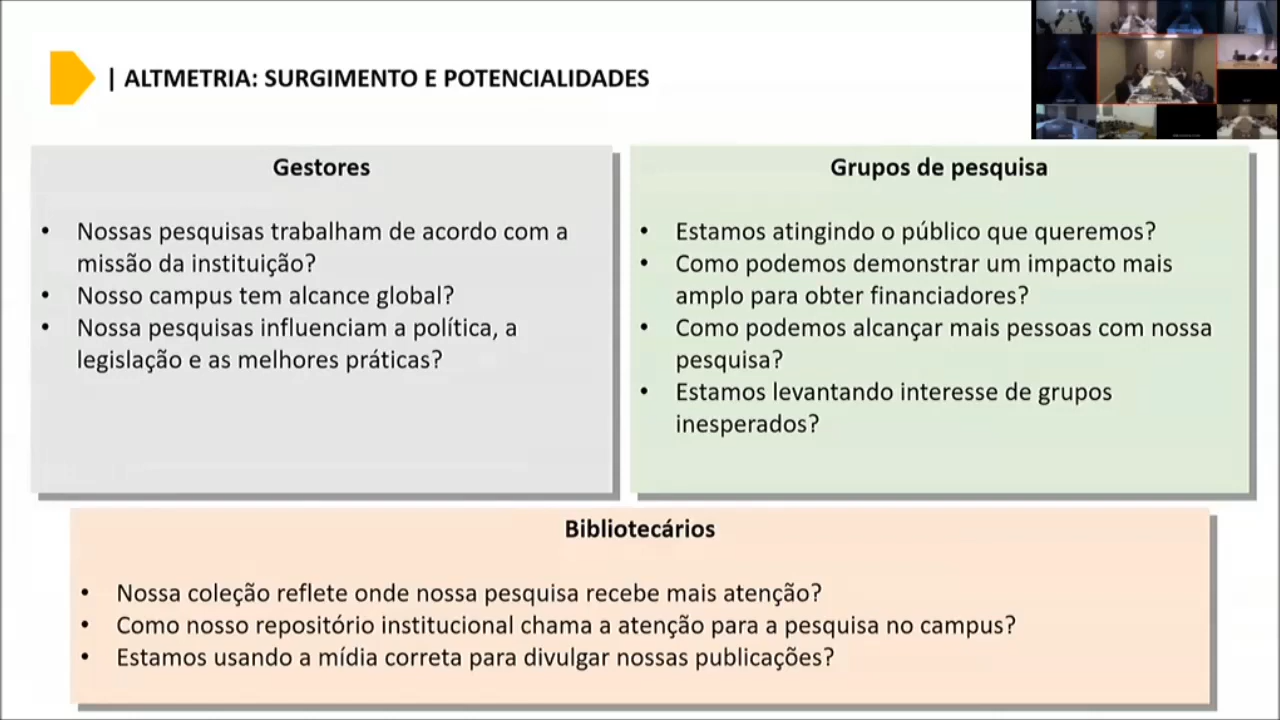 | ALTMETRIA: SURGIMENTO E POTENCIALIDADES
Gestores
• Nossas pesquisas trabalham de acordo com a
missão da instituição?
• Nosso campus tem alcance global?
• Nossa pesquisas influenciam a política, a
legislação e as melhores práticas?
Grupos de pesquisa
• Estamos atingindo o público que queremos?
• Como podemos demonstrar um impacto mais
amplo para obter financiadores?
• Como podemos alcançar mais pessoas com nossa
pesquisa?
• Estamos levantando interesse de grupos
inesperados?
Bibliotecários
• Nossa coleção reflete onde nossa pesquisa recebe mais atenção?
• Como nosso repositório institucional chama a atenção para a pesquisa no campus?
• Estamos usando a mídia correta para divulgar nossas publicações?